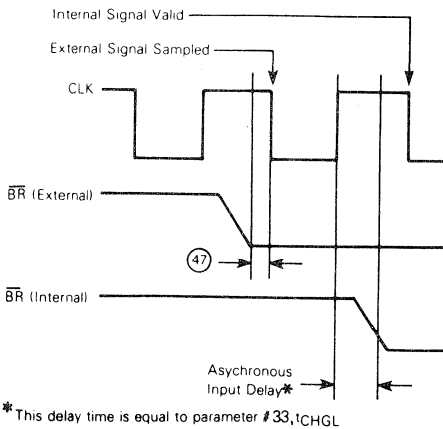 Internal Signal Valid
External Signal Sampled
CLK
BR (External)
47
BR (Internal)
Asychronous
Input Delay*
* This delay time is equal to parameter #33, tCHGL